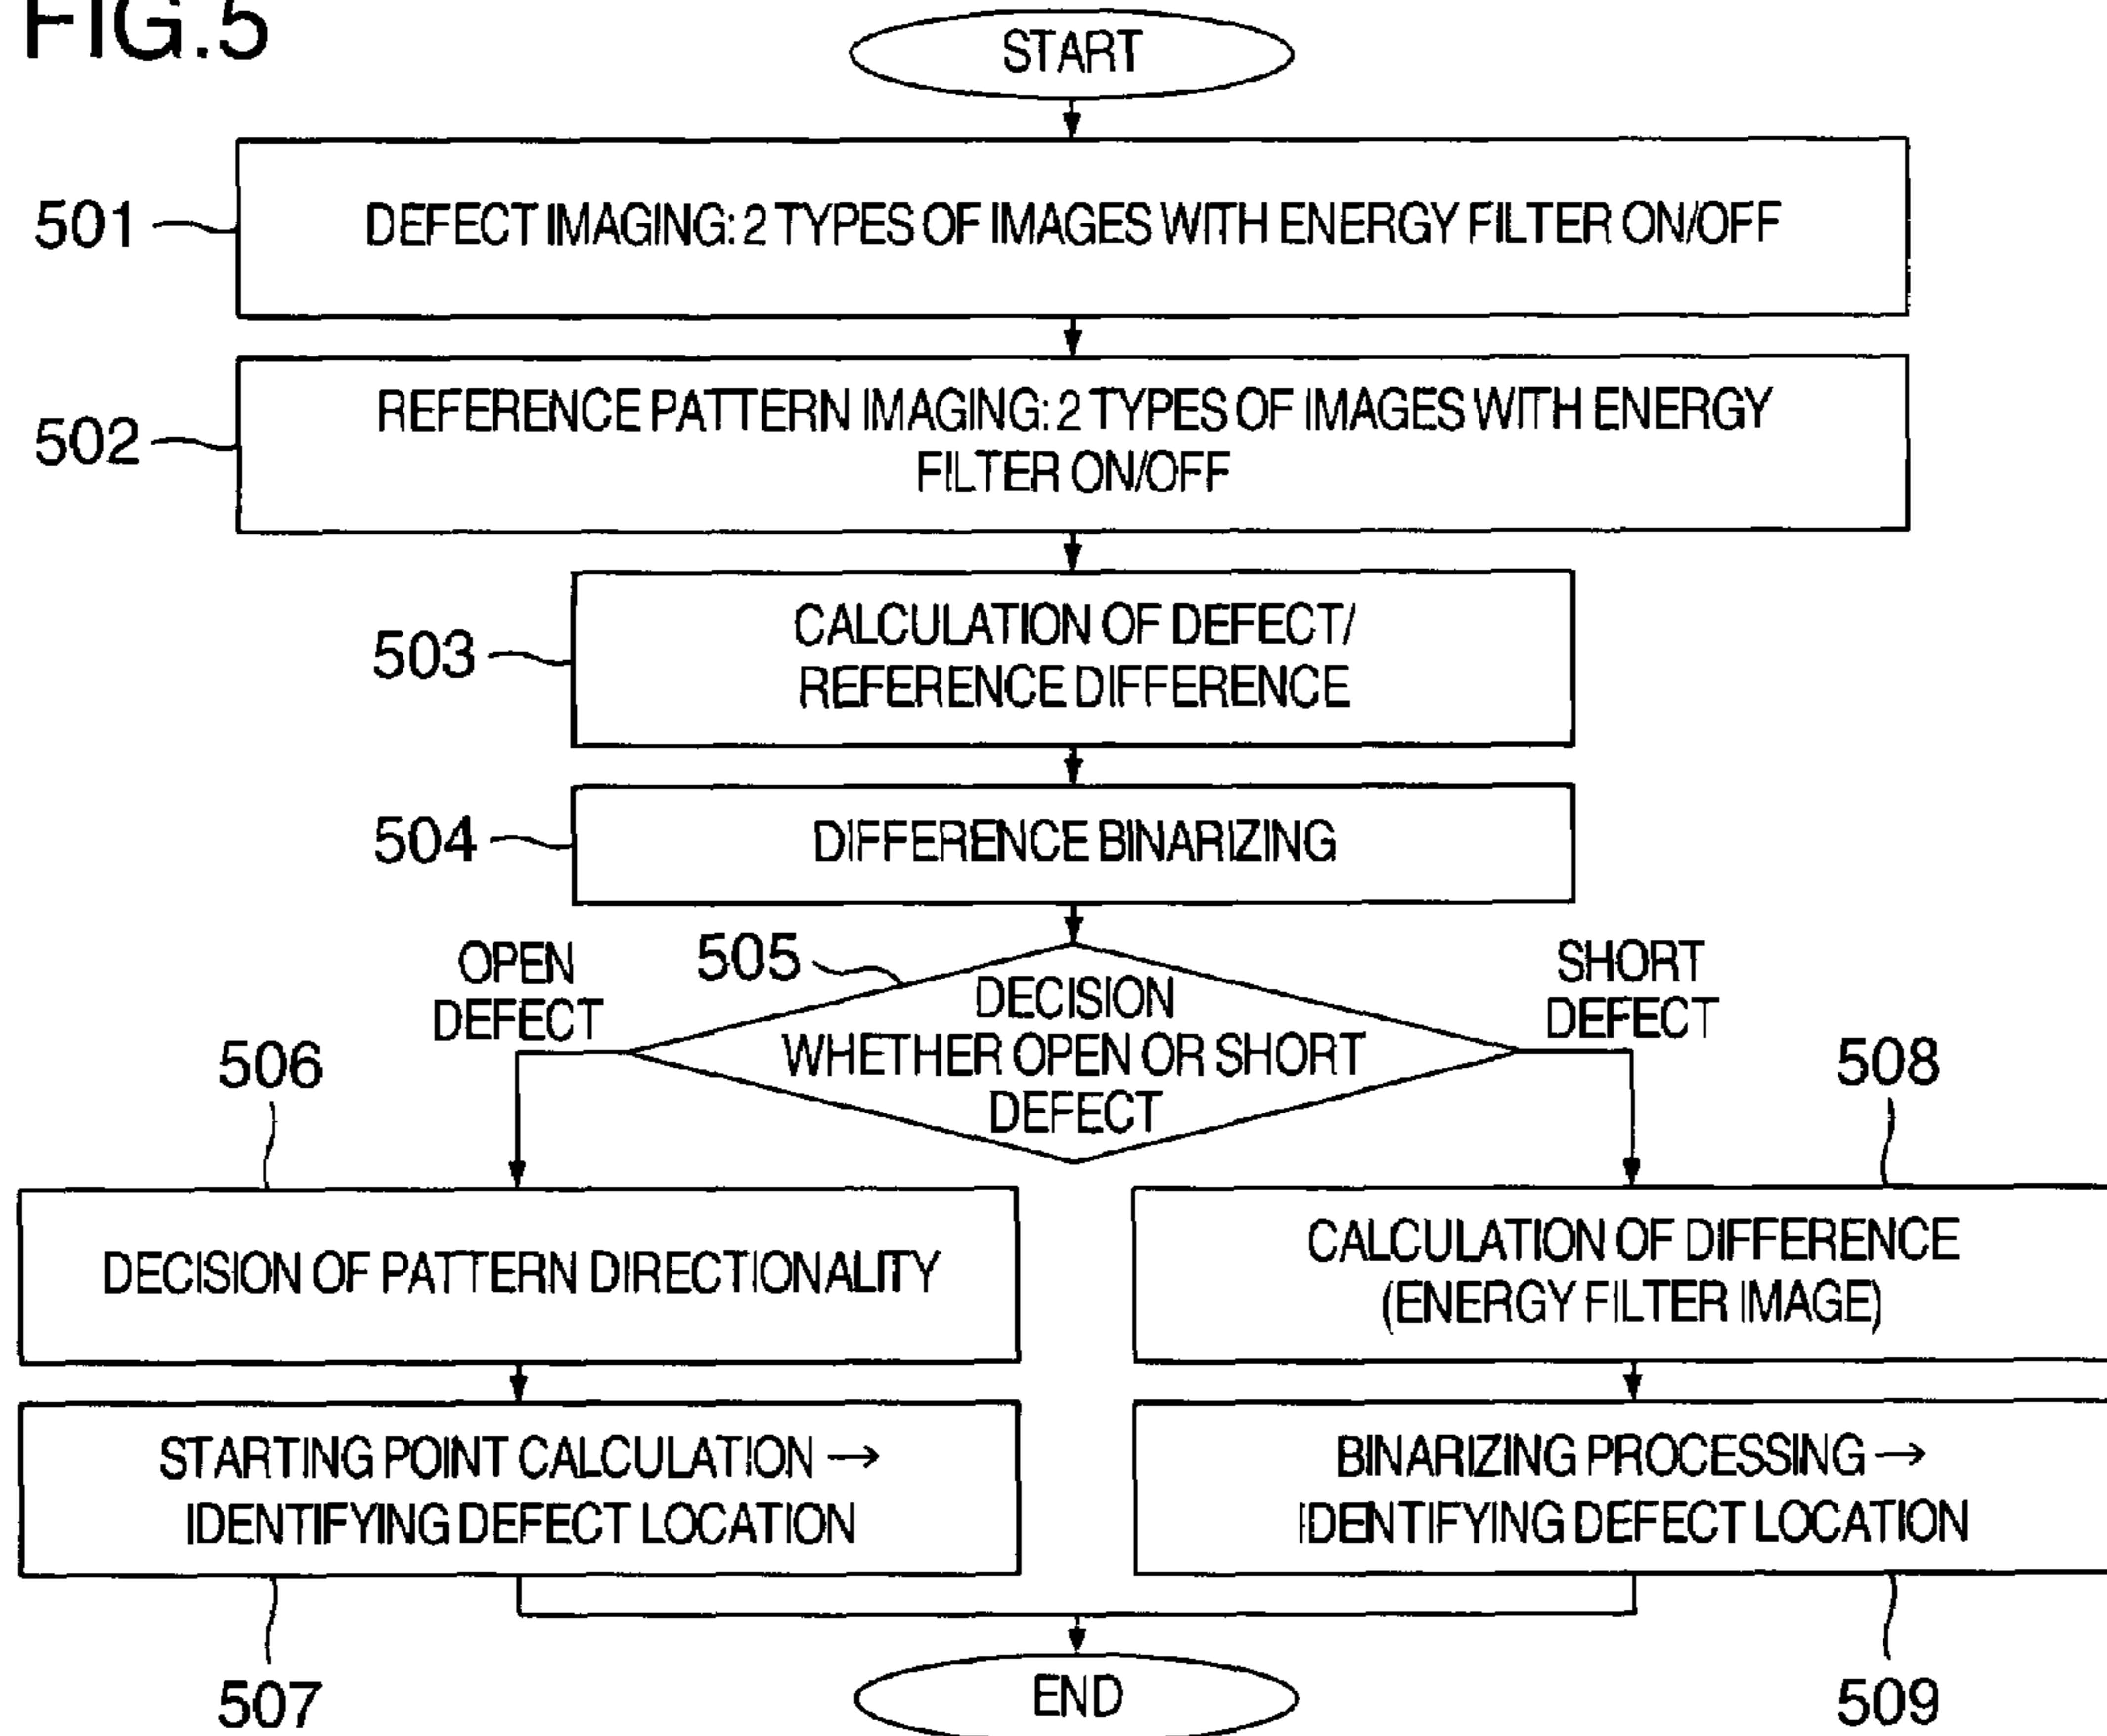 FIG.5
START
501
DEFECT IMAGING: 2 TYPES OF IMAGES WITH ENERGY FILTER ON/OFF
502
REFERENCE PATTERN IMAGING: 2 TYPES OF IMAGES WITH ENERGY
FILTER ON/OFF
503
CALCULATION OF DEFECT/
REFERENCE DIFFERENCE
504
DIFFERENCE BINARIZING
505
DECISION
WHETHER OPEN OR SHORT
DEFECT
OPEN
DEFECT
SHORT
DEFECT
506
DECISION OF PATTERN DIRECTIONALITY
508
CALCULATION OF DIFFERENCE
(ENERGY FILTER IMAGE)
STARTING POINT CALCULATION →
IDENTIFYING DEFECT LOCATION
507
BINARIZING PROCESSING →
IDENTIFYING DEFECT LOCATION
509
END